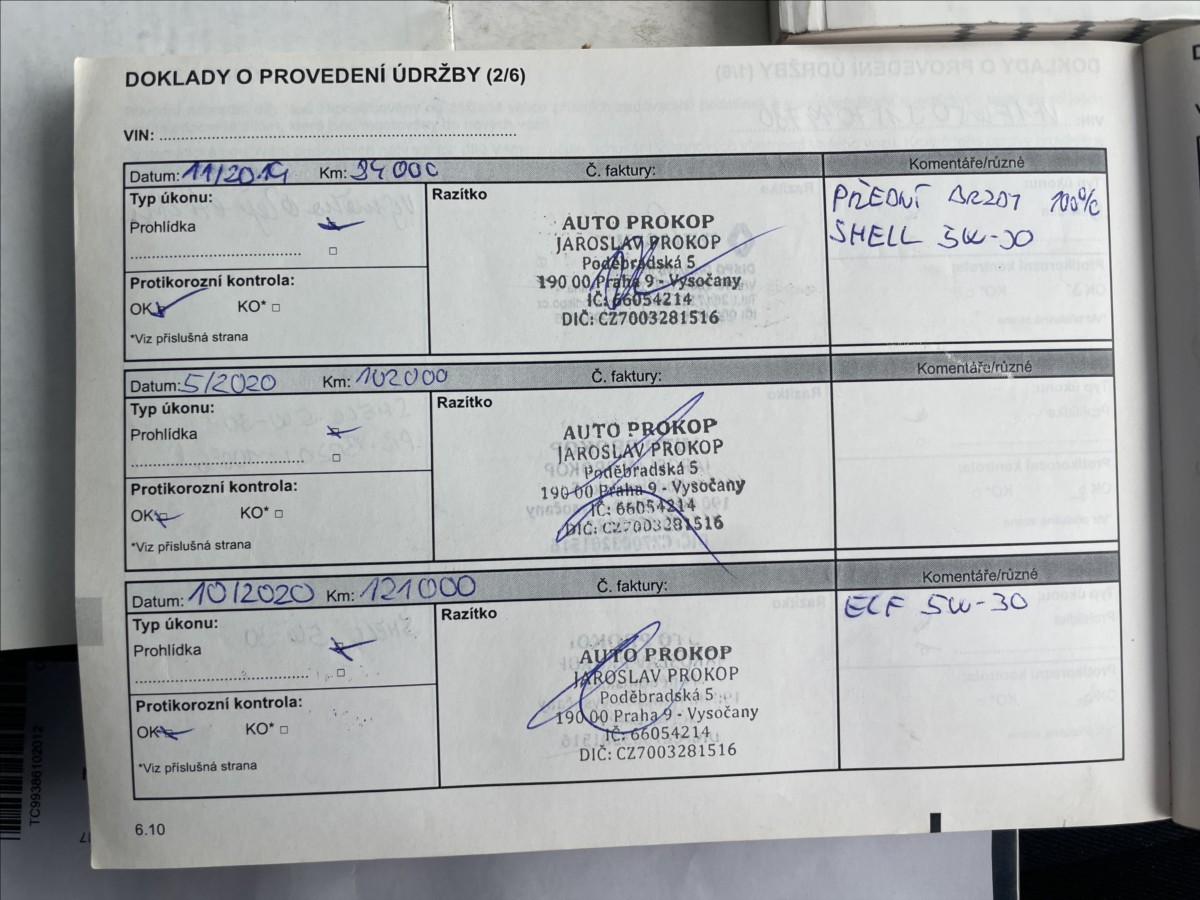 DOKLADY O PROVEDENÍ ÚDRŽBY (2/6)
VIN:
Datum: 11/2019 Km: 94 000 Č. faktury: Komentáře/různé
Typ úkonu:
Prohlídka
Protikorozní kontrola:
OK KO*
*Viz příslušná strana
Razítko
AUTO PROKOP
JAROSLAV PROKOP
Poděbradská 5
190 00 Praha 9 - Vysočany
IČ: 66054214
DIČ: CZ7003281516
PŘEDNÍ BRZDY 100%
SHELL 5W-30
Datum: 5/2020 Km: 102000 Č. faktury: Komentáře/různé
Typ úkonu:
Prohlídka
Protikorozní kontrola:
OK KO*
*Viz příslušná strana
Razítko
AUTO PROKOP
JAROSLAV PROKOP
Poděbradská 5
190 00 Praha 9 - Vysočany
IČ: 66054214
DIČ: CZ7003281516
Datum: 10/2020 Km: 121000 Č. faktury: Komentáře/různé
Typ úkonu:
Prohlídka
Protikorozní kontrola:
OK KO*
*Viz příslušná strana
Razítko
AUTO PROKOP
JAROSLAV PROKOP
Poděbradská 5
190 00 Praha 9 - Vysočany
IČ: 66054214
DIČ: CZ7003281516
ELF 5W-30
6.10
TC99386102012